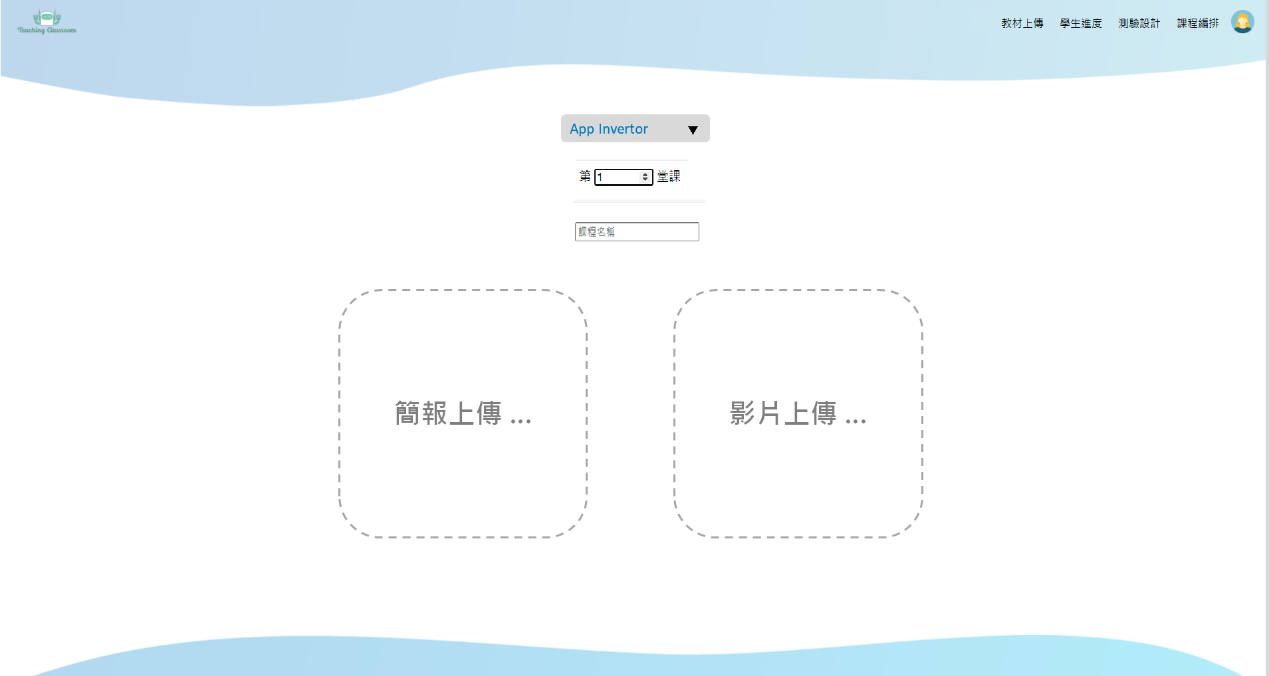 Teaching Classroom
教材上傳 學生進度 測驗設計 課程編排
App Invertor
第 1 堂課
課程名稱
簡報上傳 ...
影片上傳 ...